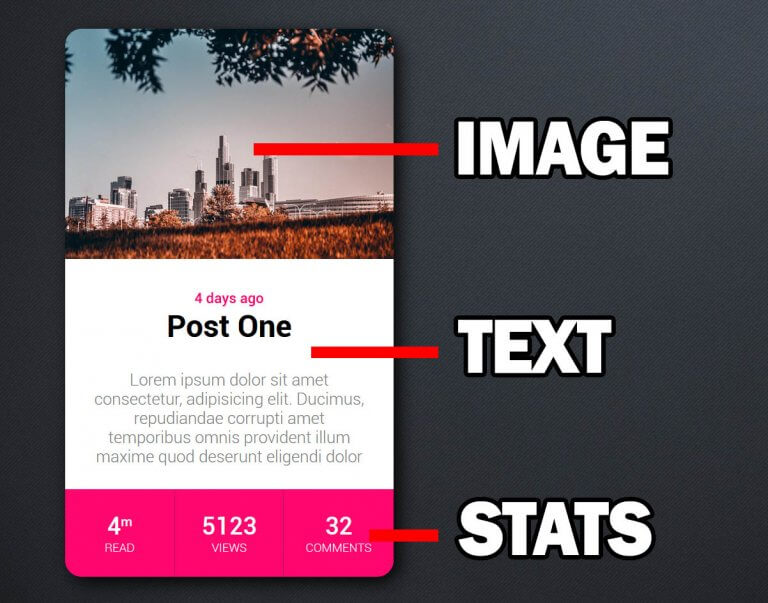 IMAGE
4 days ago
Post One
TEXT
Lorem ipsum dolor sit amet
consectetur, adipisicing elit. Ducimus,
repudiandae corrupti amet
temporibus omnis provident illum
maxime quod deserunt eligendi dolor
4m
READ
5123
VIEWS
32
COMMENTS
STATS